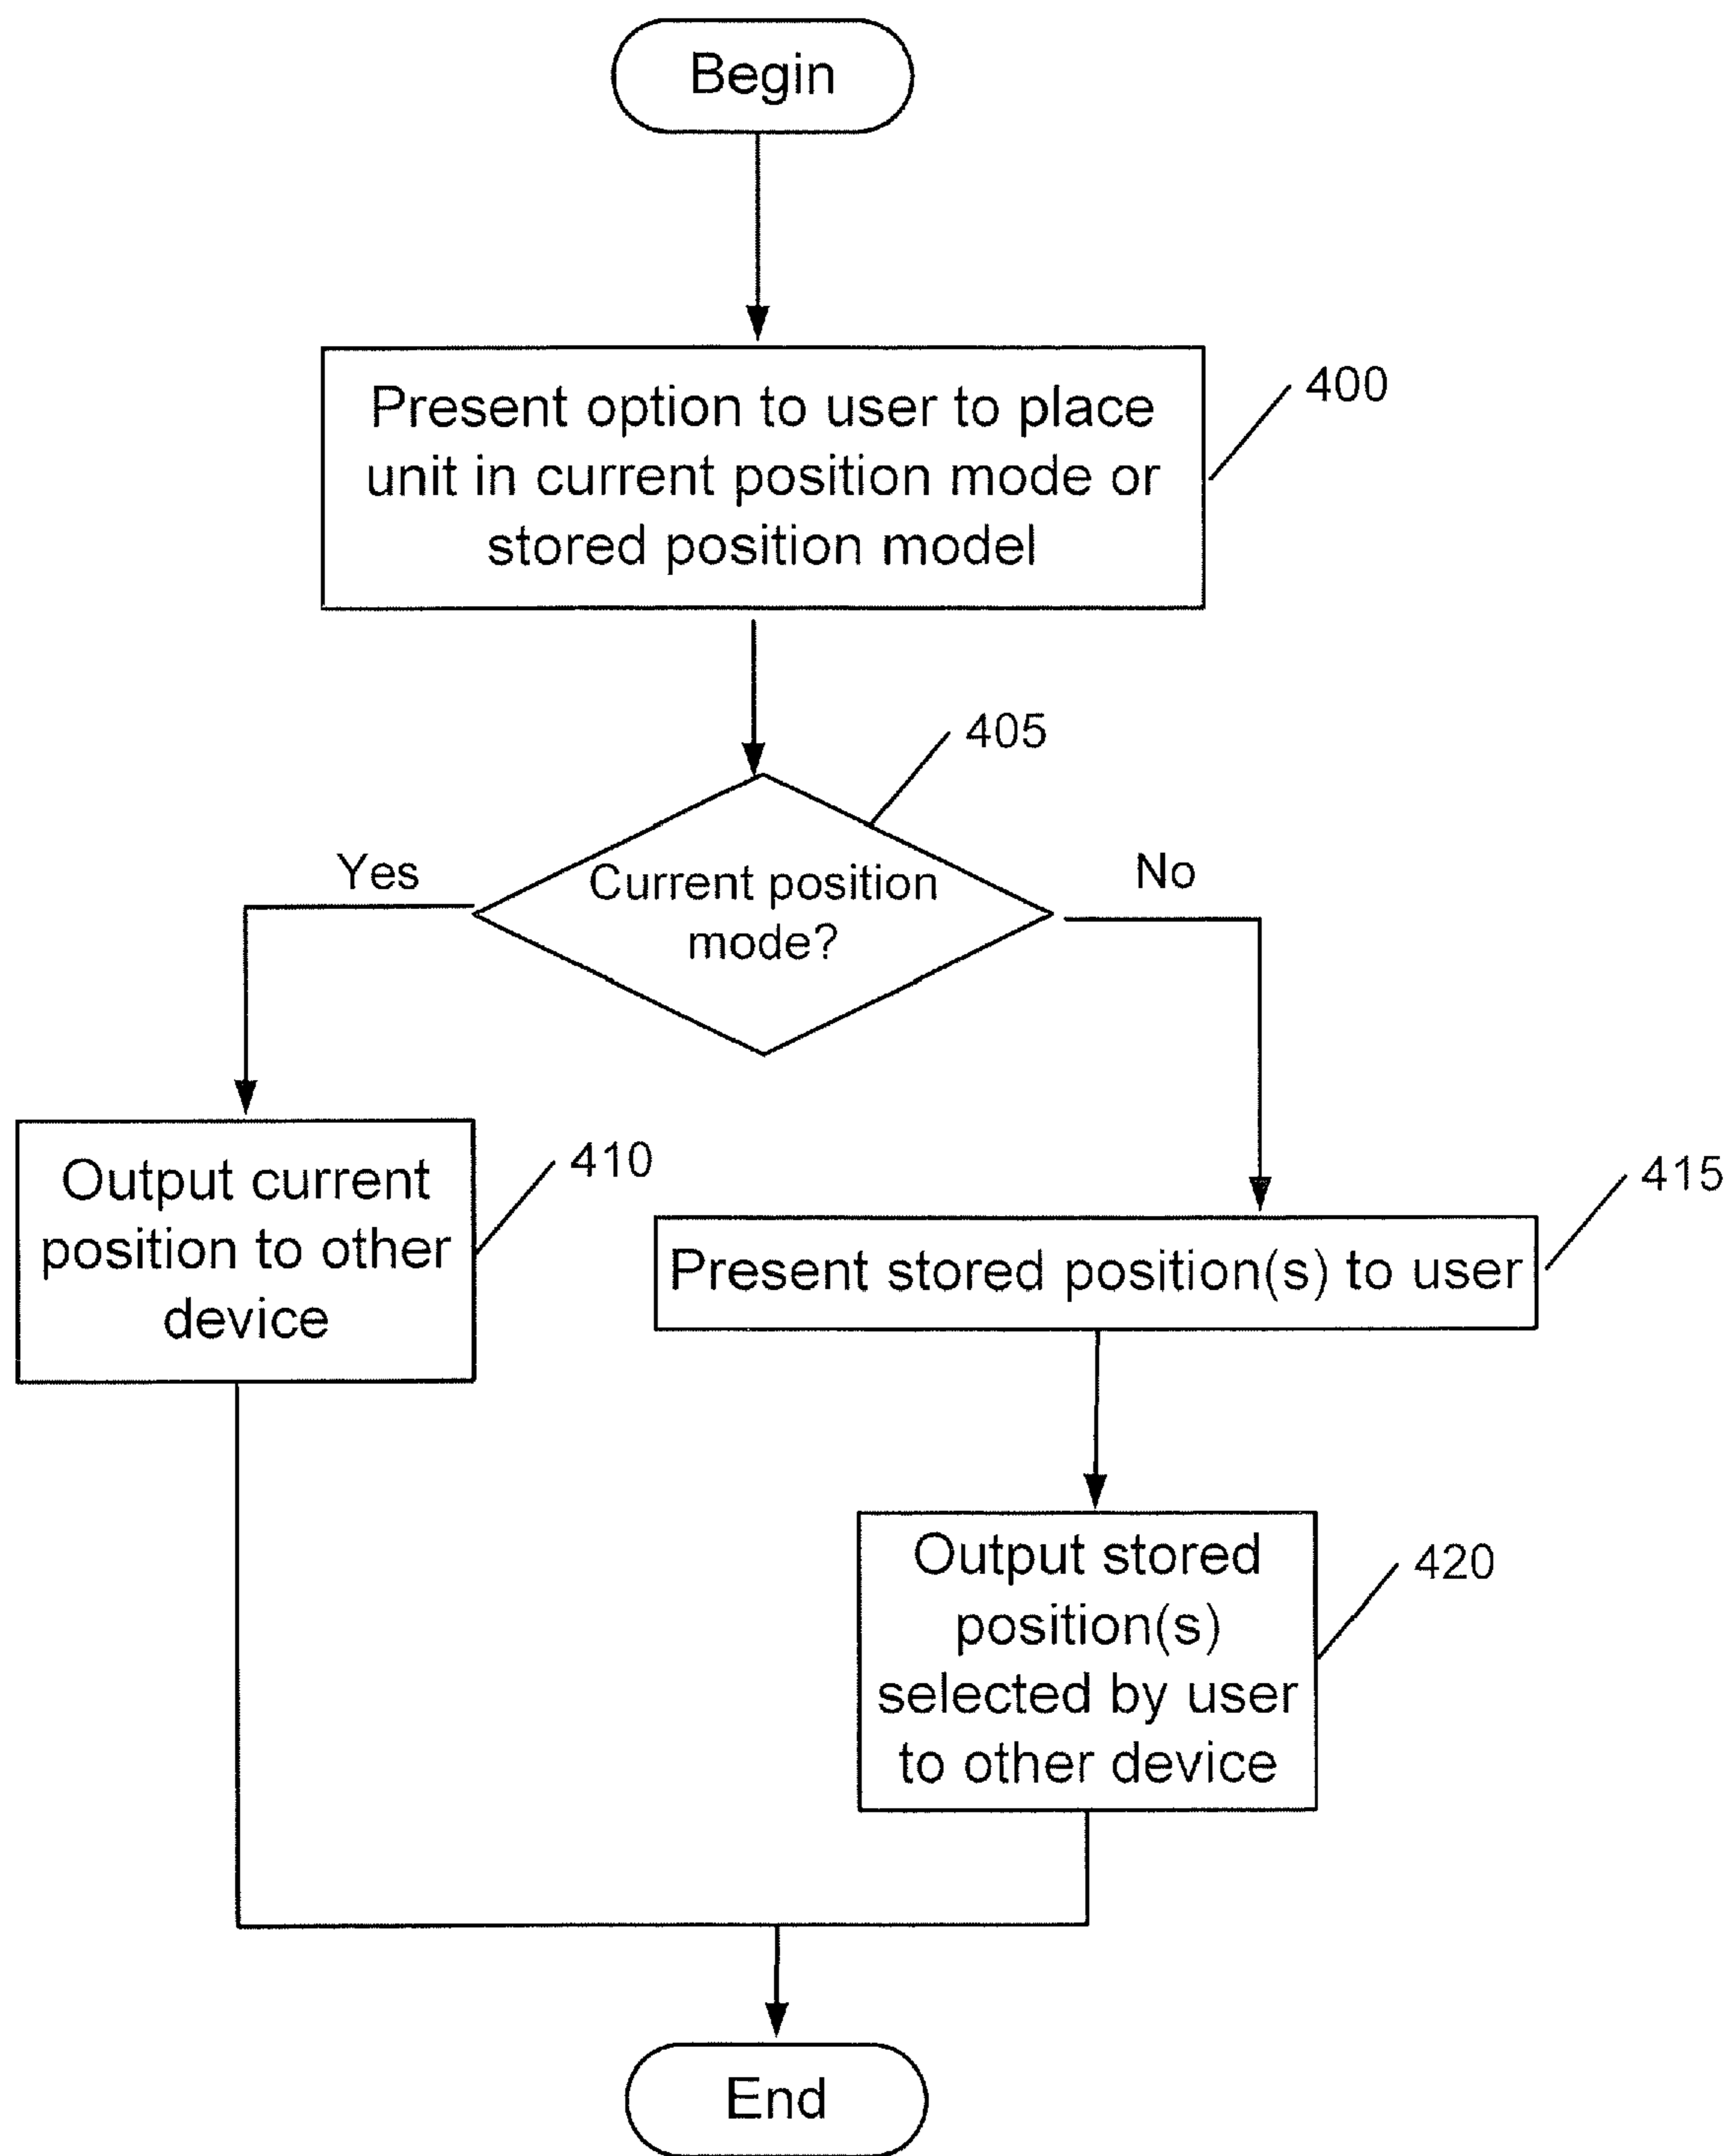 Begin
Present option to user to place
unit in current position mode or
stored position model
400
405
Yes
Current position
mode?
No
Output current
position to other
device
410
Present stored position(s) to user
415
Output stored
position(s)
selected by user
to other device
420
End